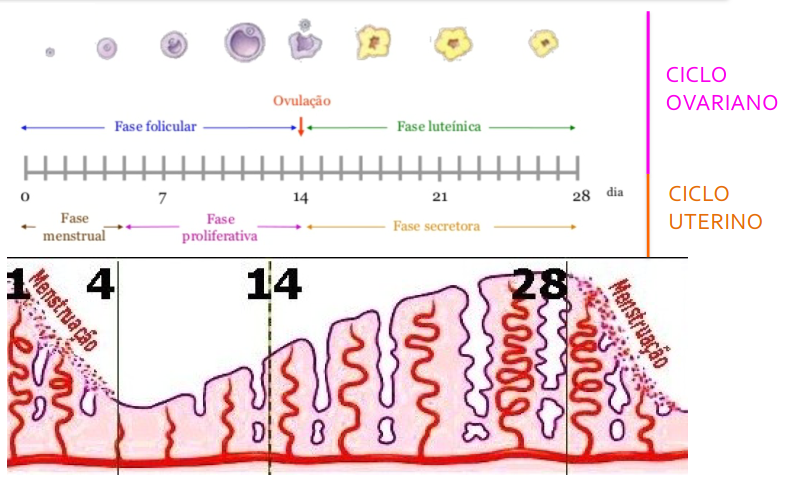 CICLO
OVARIANO
Ovulação
Fase folicular
Fase luteínica
0 7 14 21 28 dia
CICLO
UTERINO
Fase
menstrual
Fase
proliferativa
Fase secretora
1 4 14 28
Menstruação
Menstruação